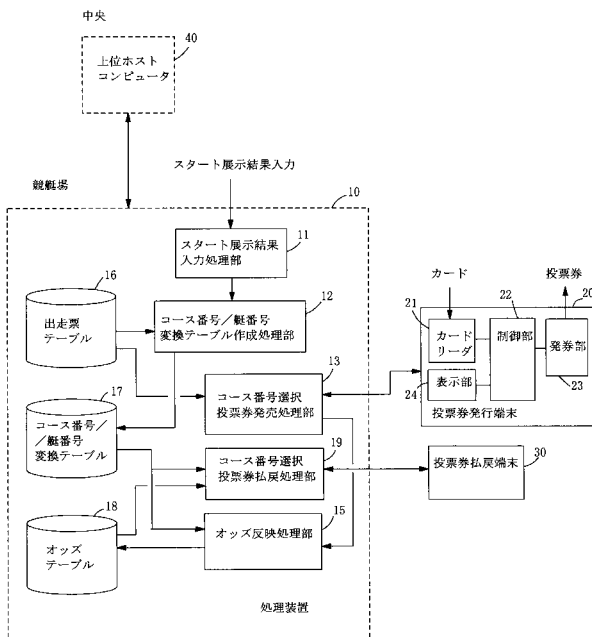 中央
40
上位ホスト
コンピュータ
スタート展示結果入力
競艇場
10
11
スタート展示結果
入力処理部
16
出走票
テーブル
12
コース番号/艇番号
変換テーブル作成処理部
13
コース番号選択
投票券発売処理部
17
コース番号/
/艇番号
変換テーブル
19
コース番号選択
投票券払戻処理部
18
オッズ
テーブル
15
オッズ反映処理部
処理装置
カード
投票券
20
21
カード
リーダ
22
制御部
発券部
23
24
表示部
投票券発行端末
投票券払戻端末
30